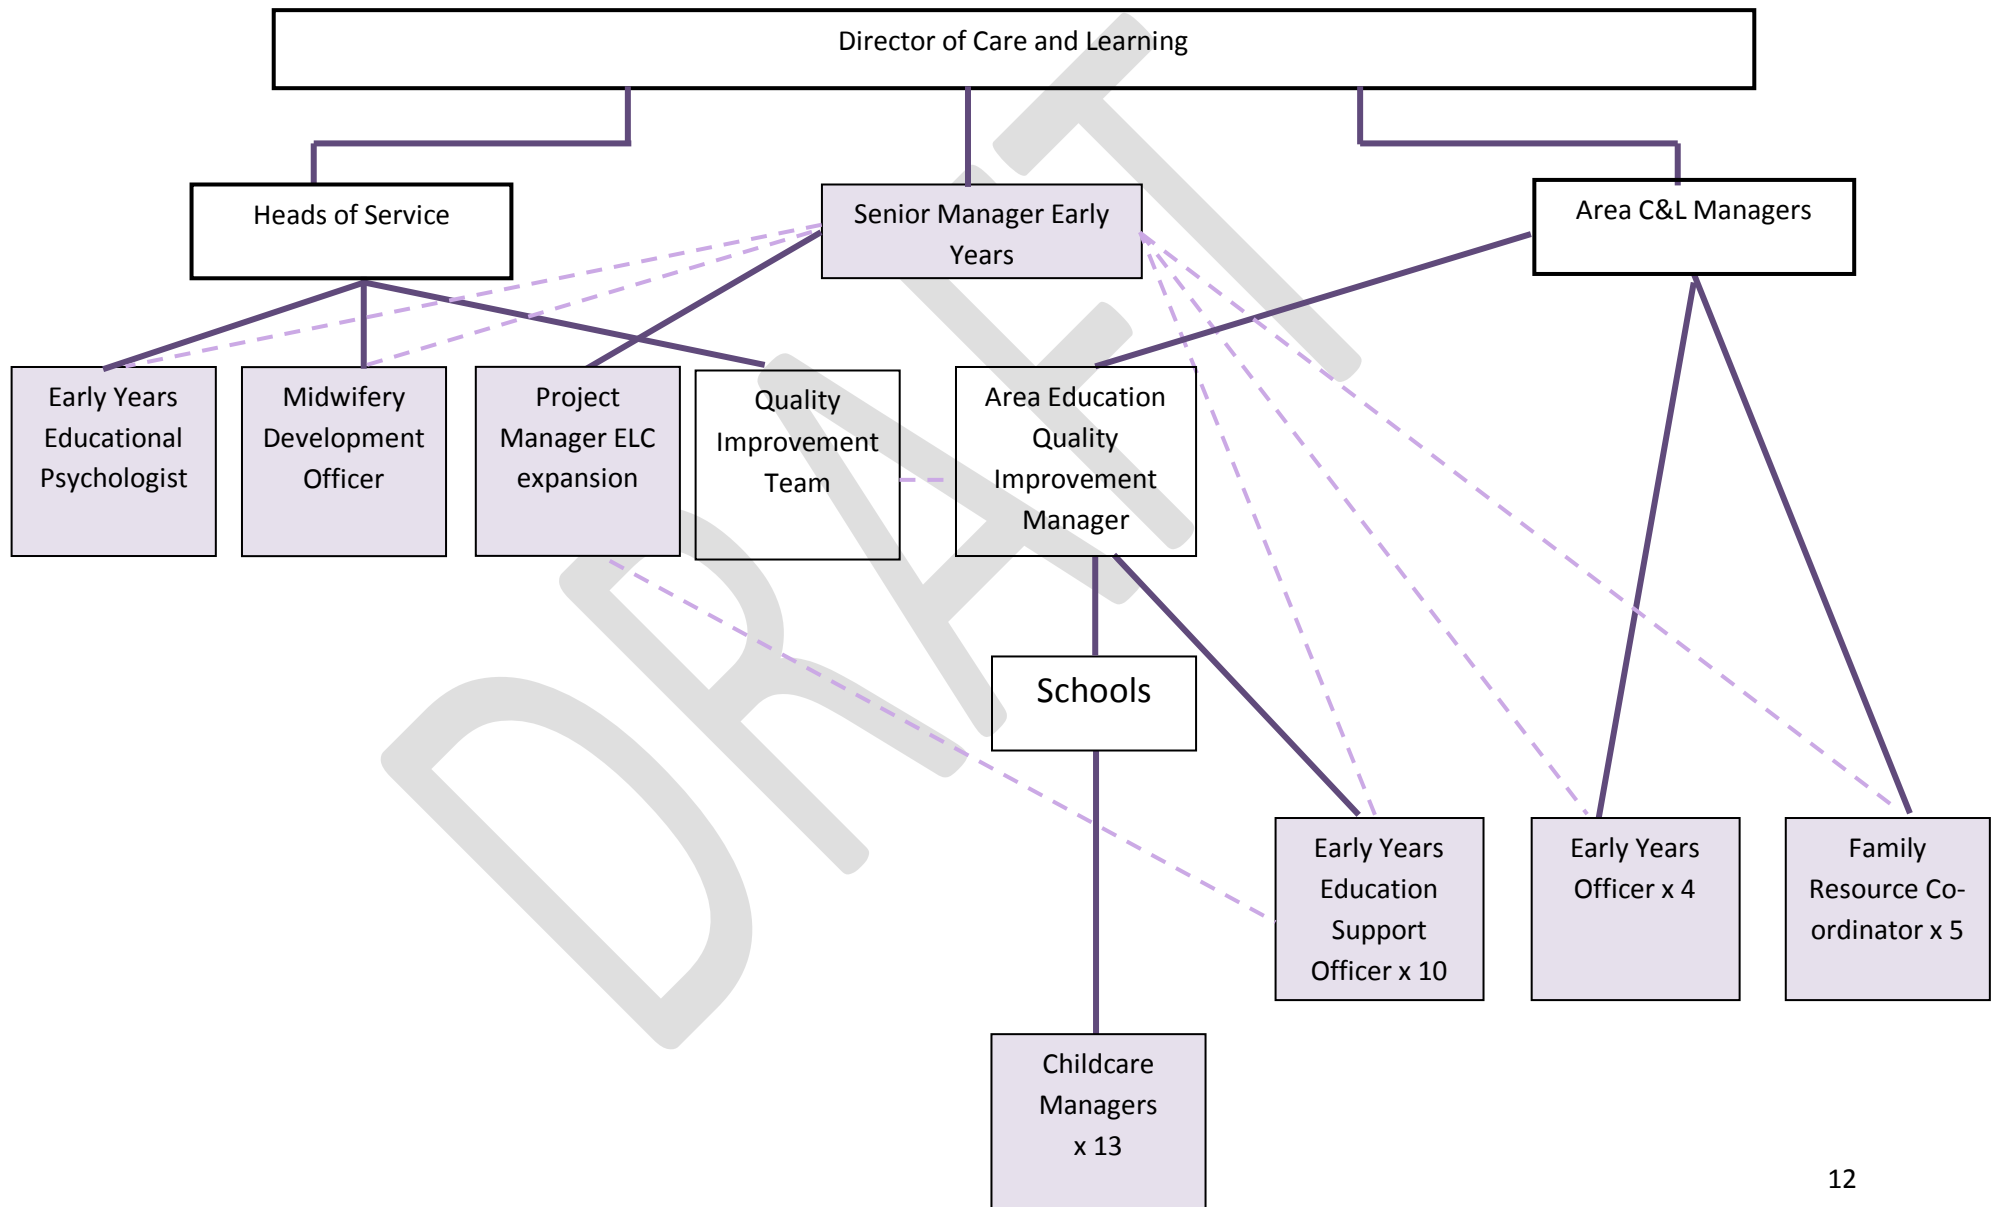 Director of Care and Learning
Heads of Service
Senior Manager Early
Years
Area C&L Managers
Early Years
Educational
Psychologist
Midwifery
Development
Officer
Project
Manager ELC
expansion
Quality
Improvement
Team
Area Education
Quality
Improvement
Manager
Schools
Early Years
Education
Support
Officer x 10
Early Years
Officer x 4
Family
Resource Co-
ordinator x 5
Childcare
Managers
x 13
DRAFT
12